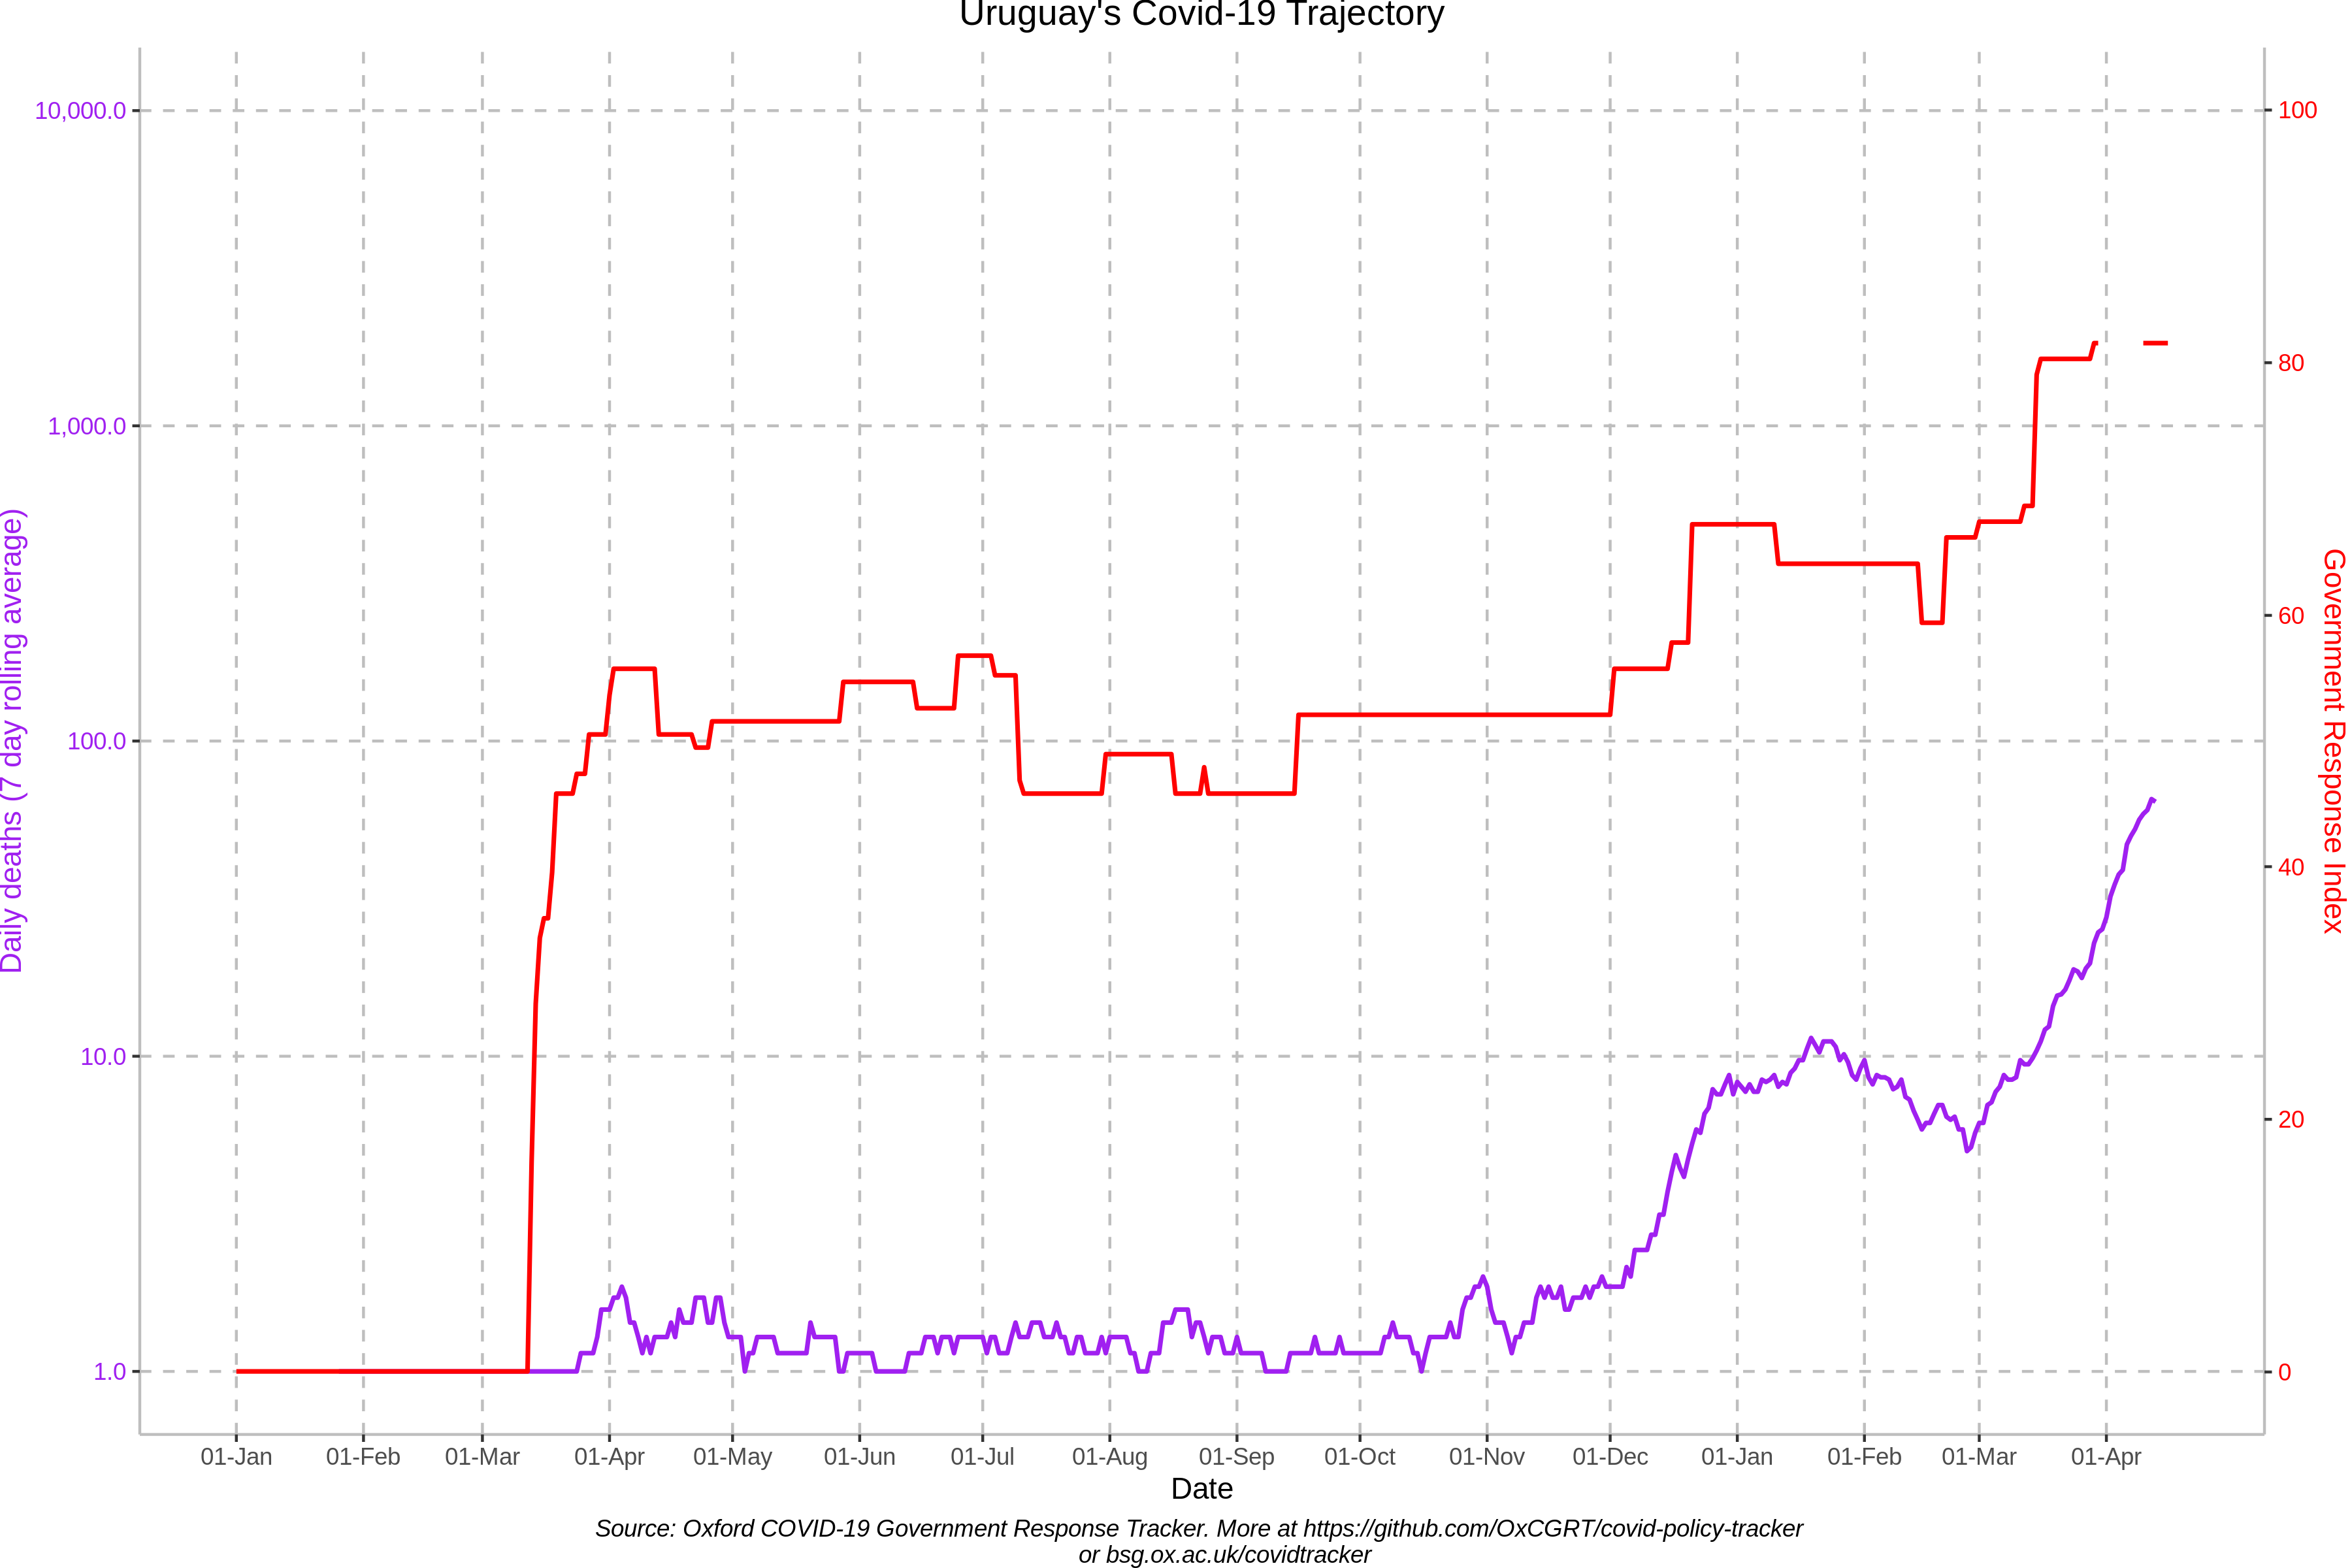 Uruguay's Covid-19 Trajectory
10,000.0
1,000.0
100.0
10.0
1.0
Daily deaths (7 day rolling average)
100
80
60
40
20
0
Government Response Index
01-Jan 01-Feb 01-Mar 01-Apr 01-May 01-Jun 01-Jul 01-Aug 01-Sep 01-Oct 01-Nov 01-Dec 01-Jan 01-Feb 01-Mar 01-Apr
Date
Source: Oxford COVID-19 Government Response Tracker. More at https://github.com/OxCGRT/covid-policy-tracker
or bsg.ox.ac.uk/covidtracker